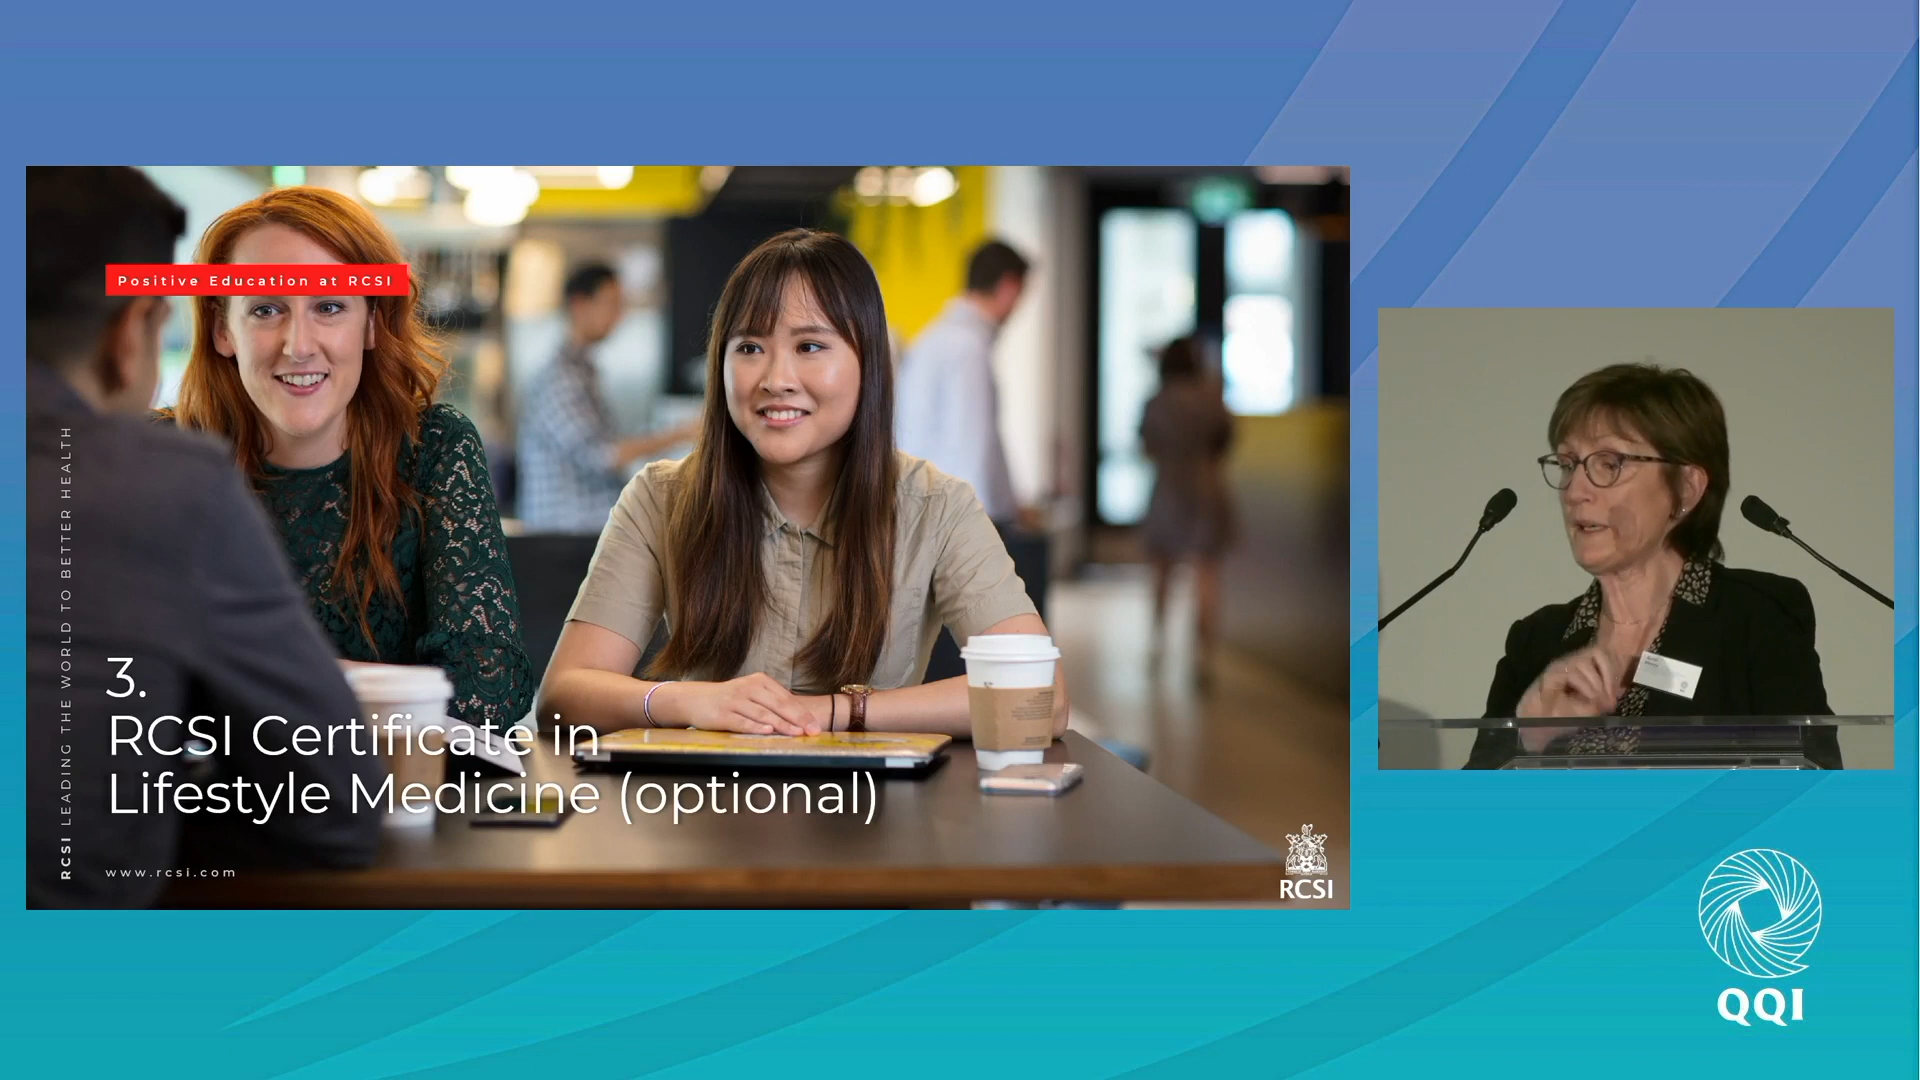 Positive Education at RCSI
RCSI LEADING THE WORLD TO BETTER HEALTH
3.
RCSI Certificate in
Lifestyle Medicine (optional)
www.rcsi.com
RCSI
QQI